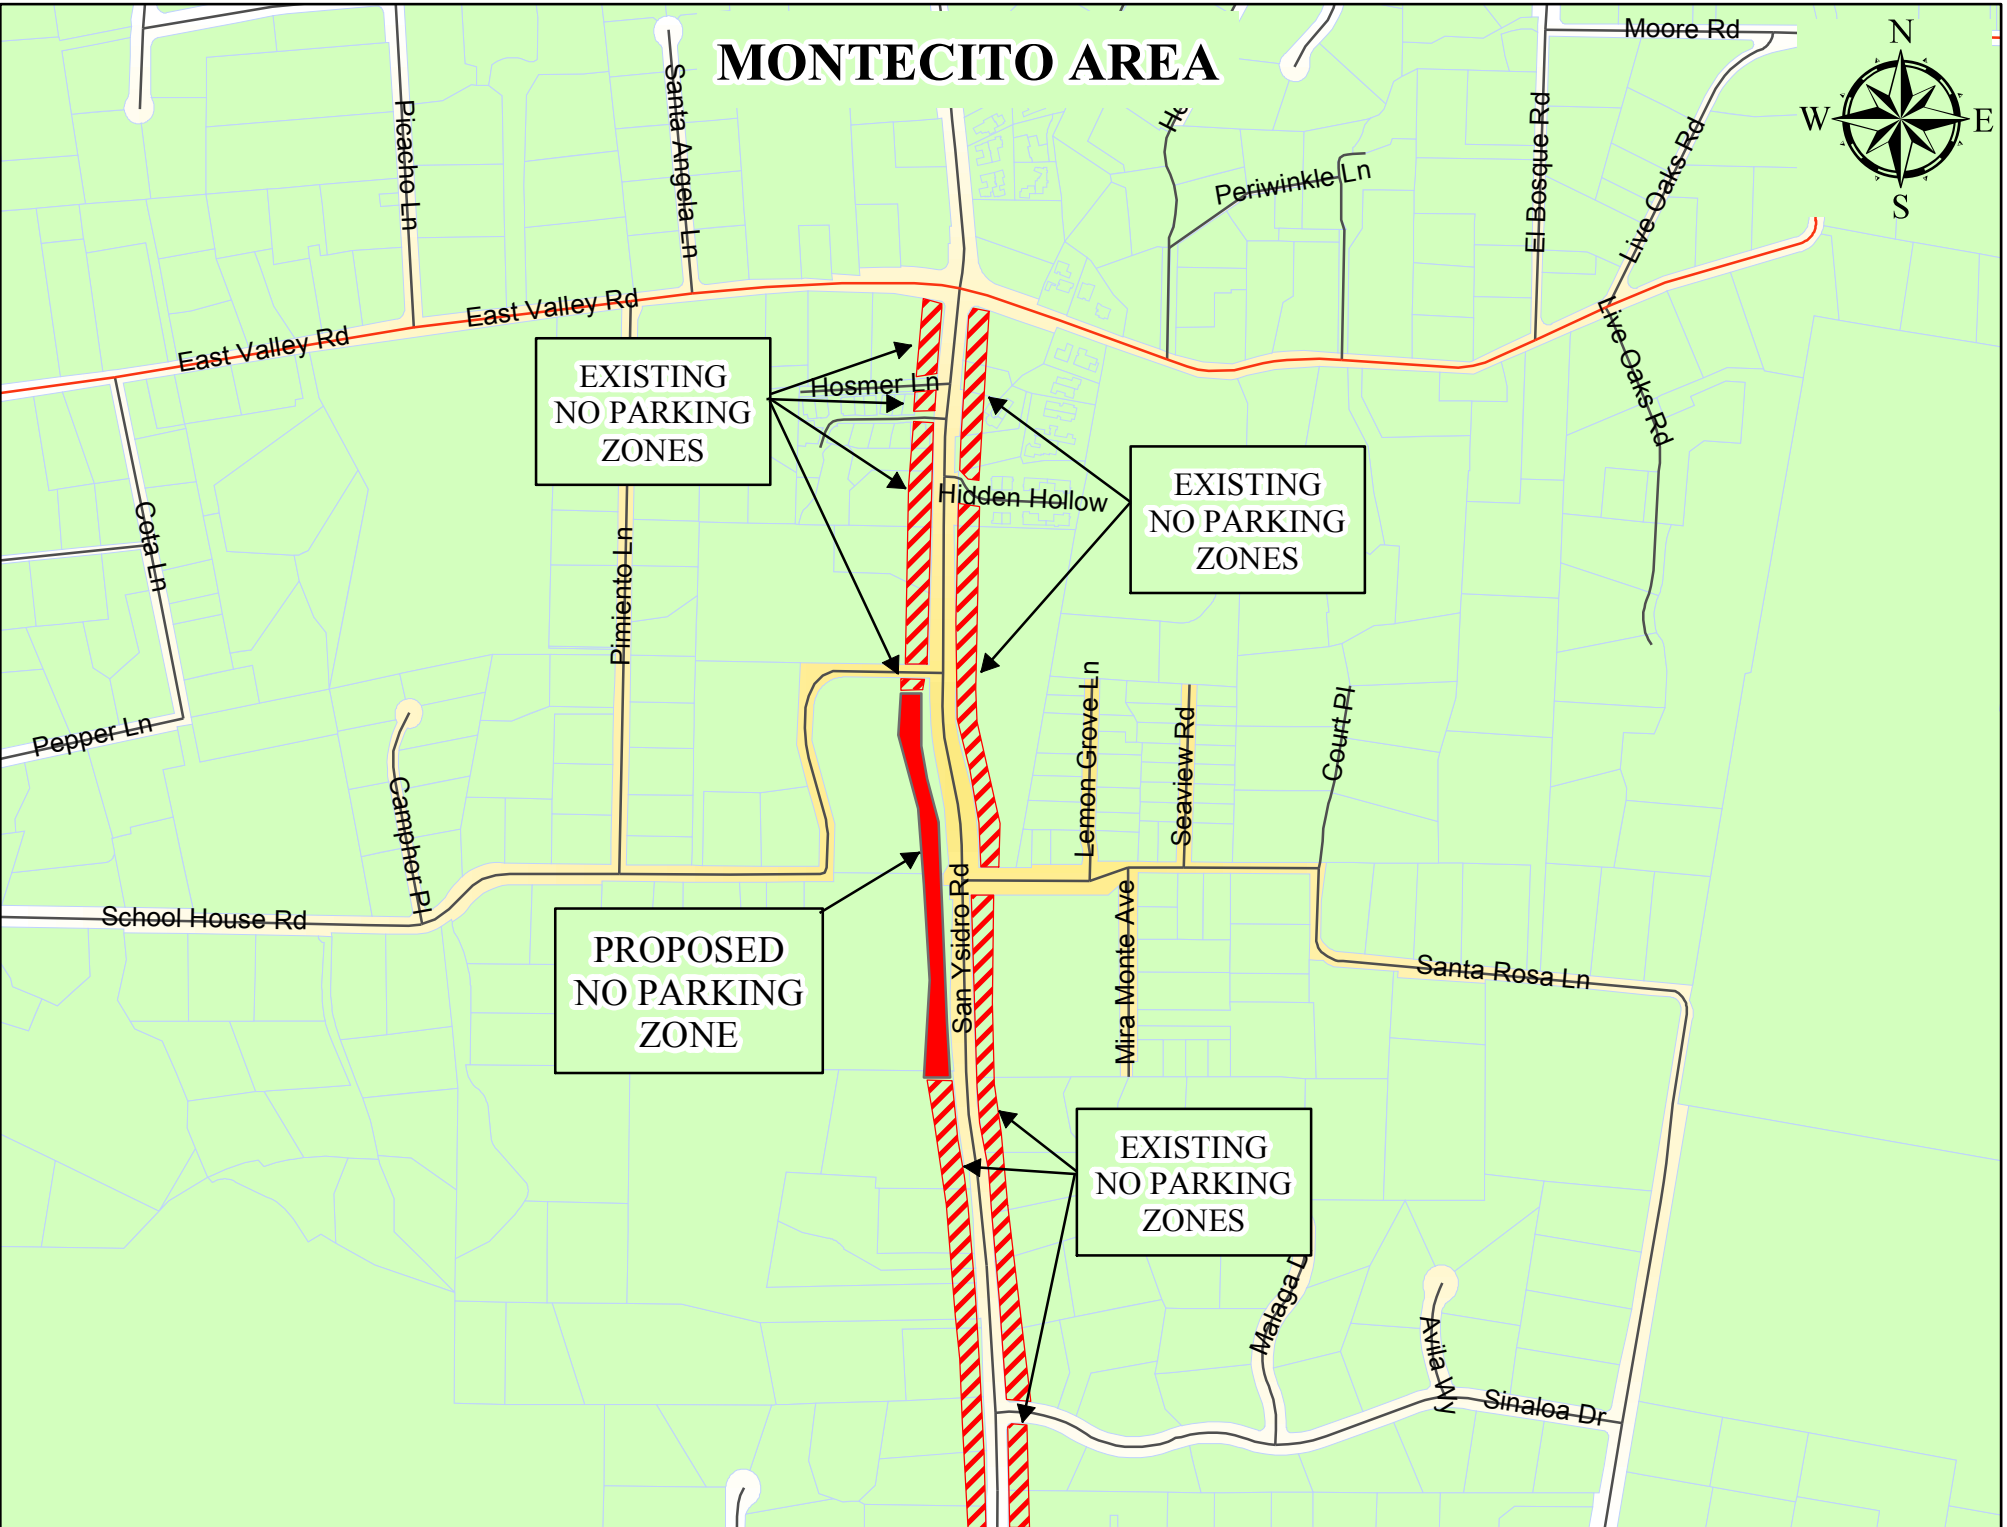 MONTECITO AREA
Moore Rd
N
W
E
S
Picacho Ln
Santa Angela Ln
Periwinkle Ln
El Bosque Rd
Live Oaks Rd
East Valley Rd
East Valley Rd
Live Oaks Rd
EXISTING
NO PARKING
ZONES
Hosmer Ln
Hidden Hollow
EXISTING
NO PARKING
ZONES
Cota Ln
Pimiento Ln
Pepper Ln
Camphor Pl
Lemon Grove Ln
Seaview Rd
Court Pl
School House Rd
PROPOSED
NO PARKING
ZONE
San Ysidro Rd
Mira Monte Ave
Santa Rosa Ln
EXISTING
NO PARKING
ZONES
Malaga
Avila Wy
Sinaloa Dr